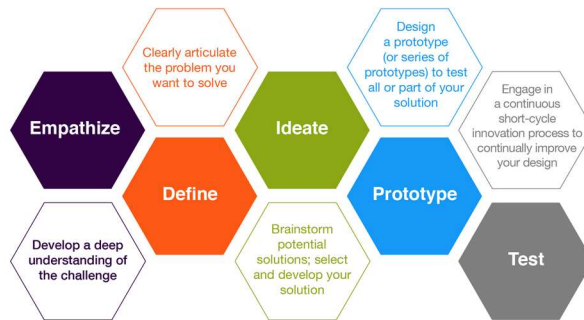 Empathize
Develop a deep
understanding of
of the challenge
Clearly articulate
the problem you
want to solve
Define
Ideate
Brainstorm
potential
solutions; select
and develop your
solution
Design
a prototype
(or series of
prototypes) to test
all or part of your
solution
Prototype
Engage in
a continuous
short-cycle
innovation process to
continually improve
your design
Test